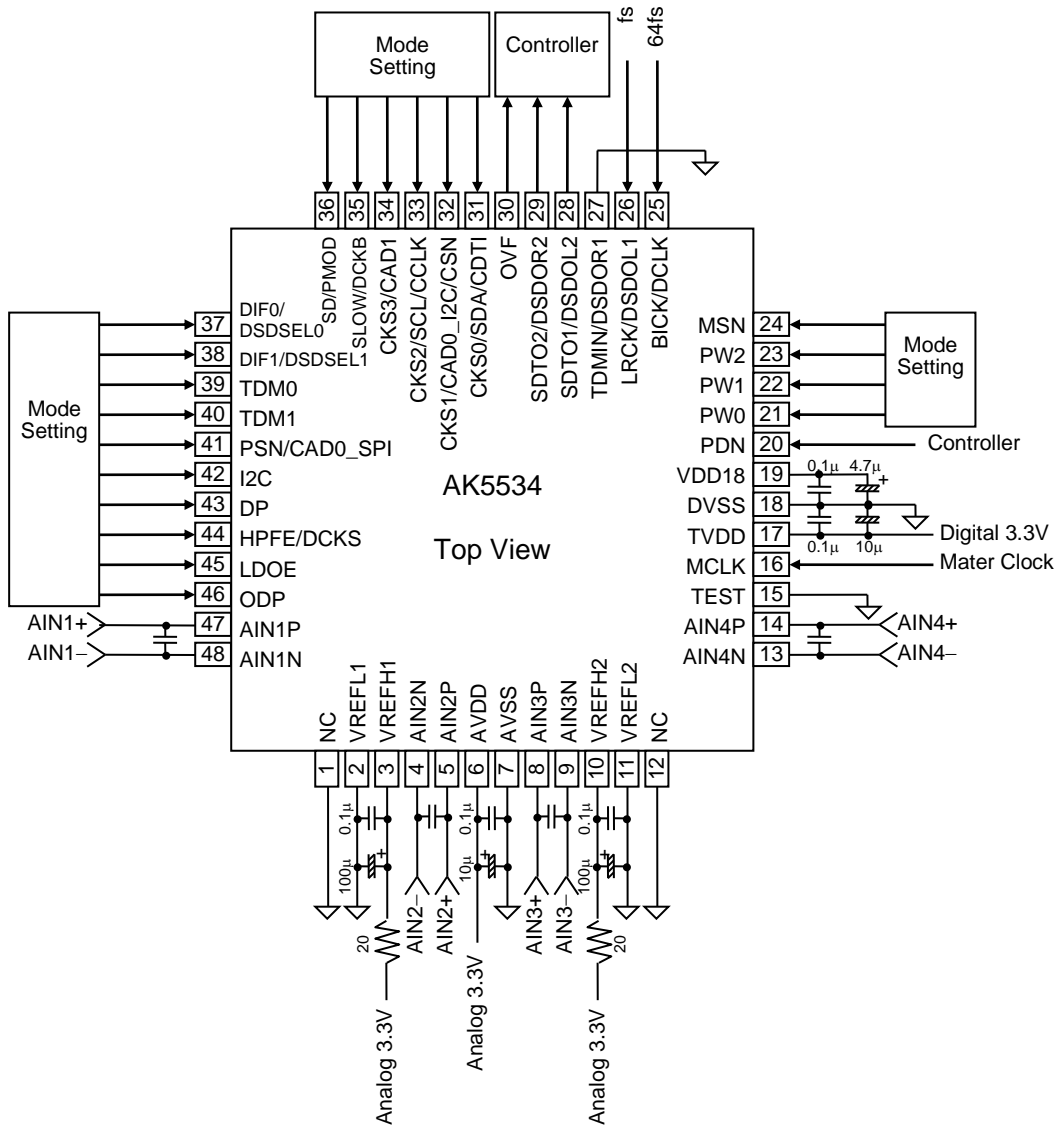 Mode
Setting
Controller
fs
64fs
36
35
34
33
32
31
30
29
28
27
26
25
SD/PMOD
SLOW/DCKB
CKS3/CAD1
CKS2/SCL/CCLK
CKS1/CAD0_I2C/CSN
CKS0/SDA/CDTI
OVF
SDTO2/DSDOR2
SDTO1/DSDOL2
TDMIN/DSDOR1
LRCK/DSDOL1
BICK/DCLK
Mode
Setting
37 DIF0/
DSDSEL0
38 DIF1/DSDSEL1
39 TDM0
40 TDM1
41 PSN/CAD0_SPI
42 I2C
43 DP
44 HPFE/DCKS
45 LDOE
46 ODP
AIN1+ 47 AIN1P
AIN1− 48 AIN1N
AK5534
Top View
MSN 24
PW2 23
PW1 22
PW0 21
Mode
Setting
PDN 20 Controller
VDD18 19 0.1μ 4.7μ +
DVSS 18
TVDD 17 0.1μ 10μ Digital 3.3V
MCLK 16 Mater Clock
TEST 15
AIN4P 14 AIN4+
AIN4N 13 AIN4−
NC
VREFL1
VREFH1
AIN2N
AIN2P
AVDD
AVSS
AIN3P
AIN3N
VREFH2
VREFL2
NC
1
2
3
4
5
6
7
8
9
10
11
12
0.1μ
0.1μ
0.1μ
100μ +
10μ +
100μ +
20
AIN2−
AIN2+
AIN3+
AIN3−
20
Analog 3.3V
Analog 3.3V
Analog 3.3V